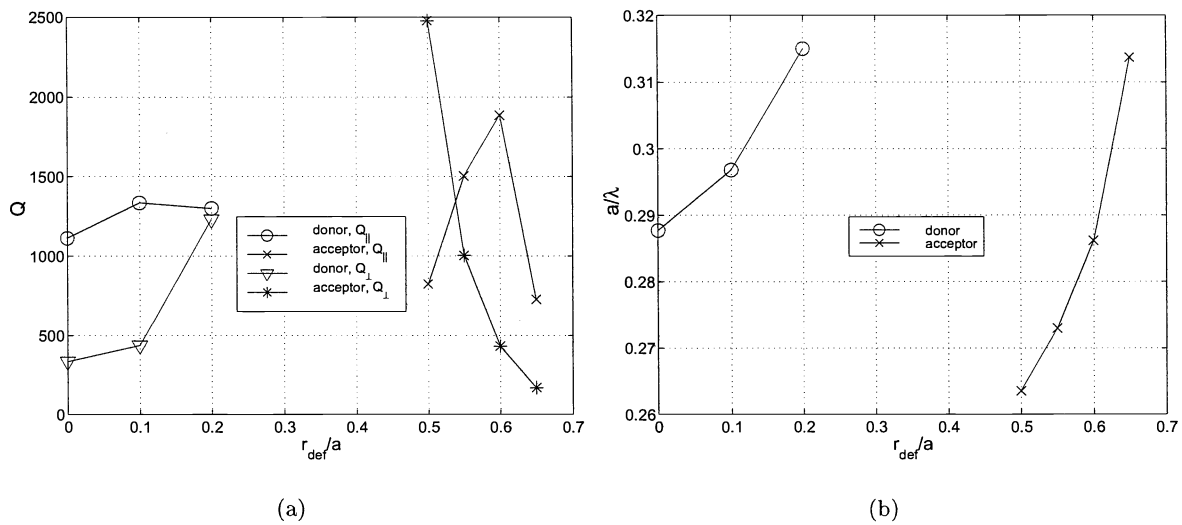 2500
2000
1500
1000
500
0
Q
0 0.1 0.2 0.3 0.4 0.5 0.6 0.7
r_def/a
donor, Q_||
acceptor, Q_||
donor, Q_⊥
acceptor, Q_⊥
(a)
0.32
0.31
0.3
0.29
0.28
0.27
0.26
a/λ
0 0.1 0.2 0.3 0.4 0.5 0.6 0.7
r_def/a
donor
acceptor
(b)